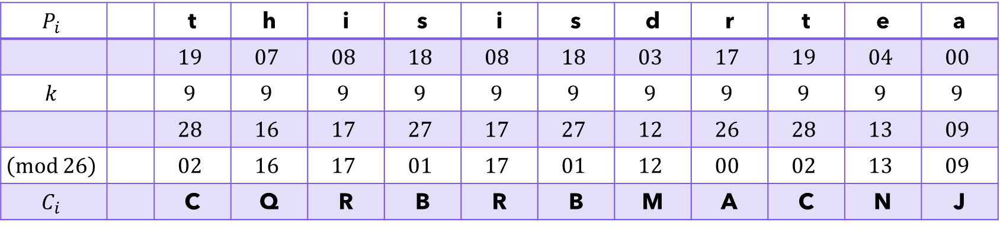 Pᵢ t h i s i s d r t e a
19 07 08 18 08 18 03 17 19 04 00
k 9 9 9 9 9 9 9 9 9 9 9
28 16 17 27 17 27 12 26 28 13 09
(mod 26) 02 16 17 01 17 01 12 00 02 13 09
Cᵢ C Q R B R B M A C N J